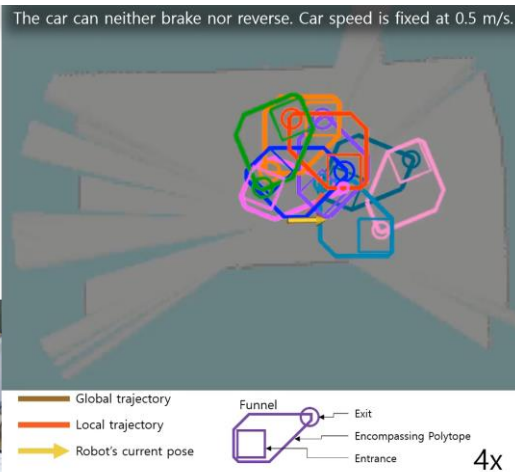 The car can neither brake nor reverse. Car speed is fixed at 0.5 m/s.
Global trajectory
Local trajectory
Robot's current pose
Funnel
Exit
Encompassing Polytope
Entrance
4x